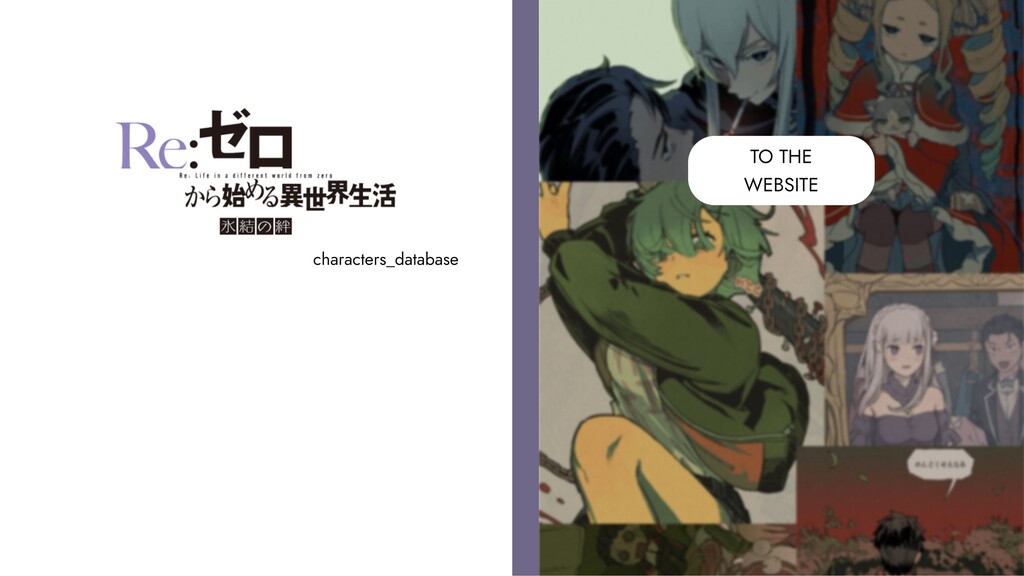 Re:ゼロ
Re: Life in a different world from zero
から始める異世界生活
氷結の絆
characters_database
TO THE
WEBSITE